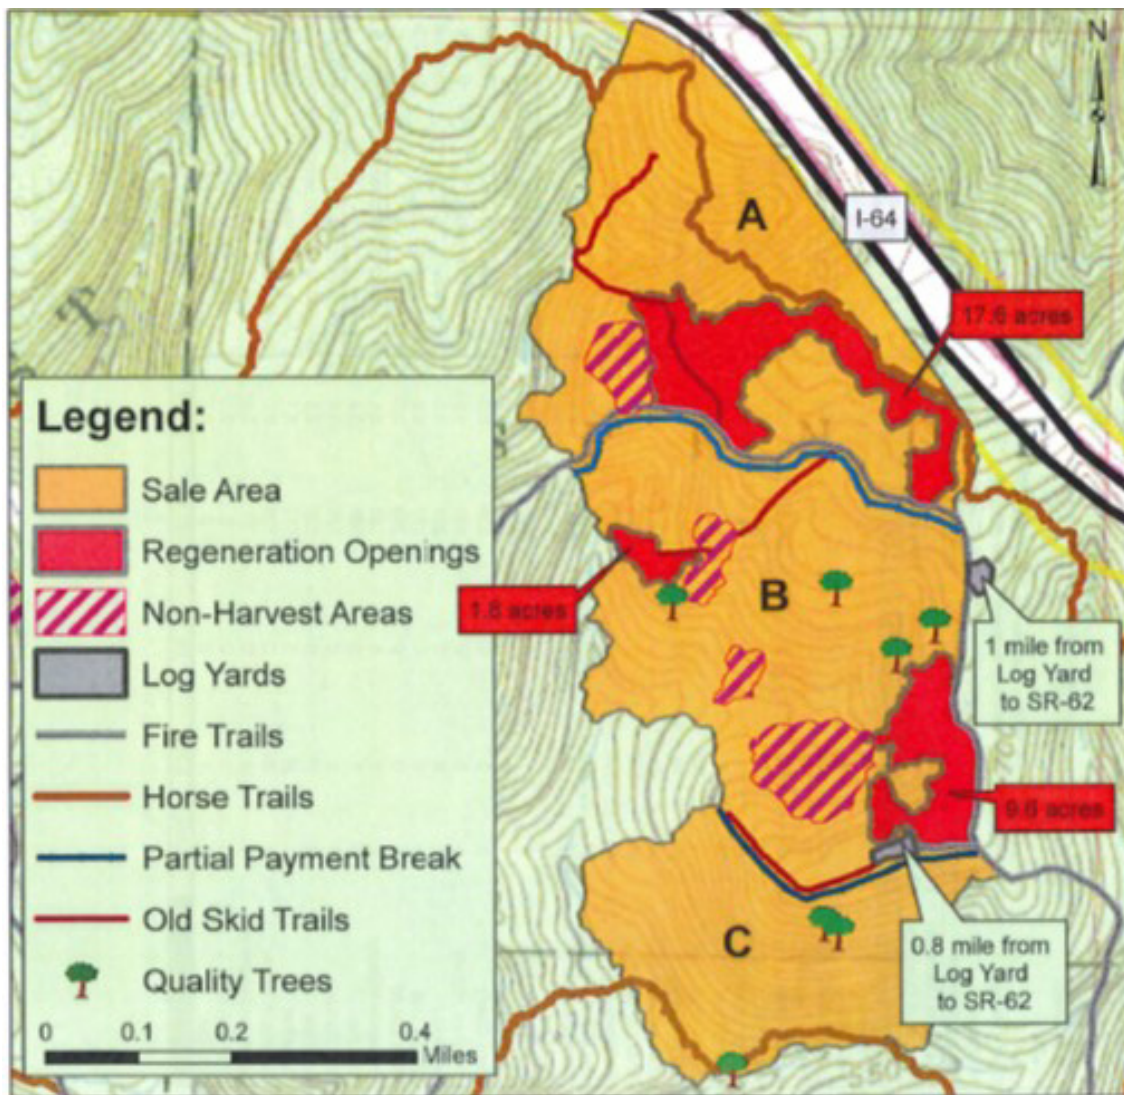 N
A
I-64
17.6 acres
Legend:
Sale Area
Regeneration Openings
Non-Harvest Areas
Log Yards
Fire Trails
Horse Trails
Partial Payment Break
Old Skid Trails
Quality Trees
0 0.1 0.2 0.4
Miles
1.8 acres
B
1 mile from
Log Yard
to SR-62
9.6 acres
C
0.8 mile from
Log Yard
to SR-62